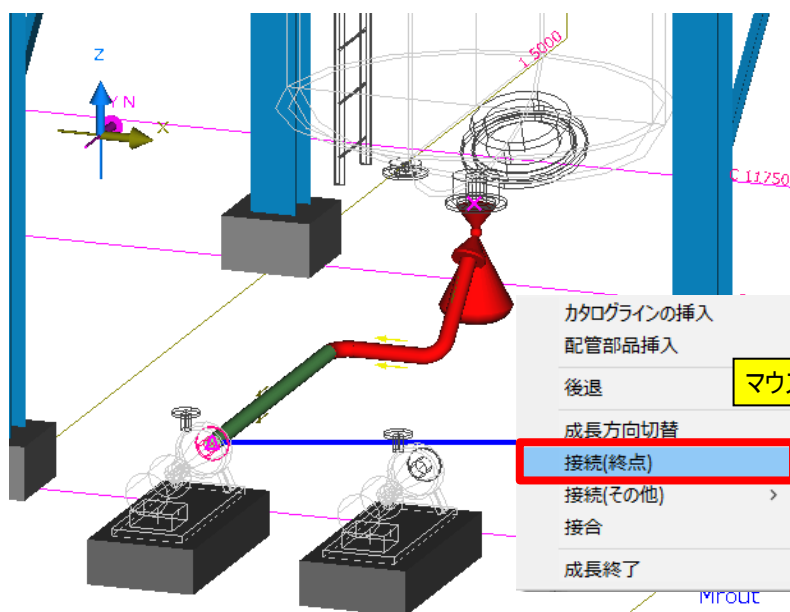 Z
Y N
X
1.5000
C 11750
カタログラインの挿入
配管部品挿入
後退
マウ
成長方向切替
接続(終点)
接続(その他)
接合
成長終了
Mrout